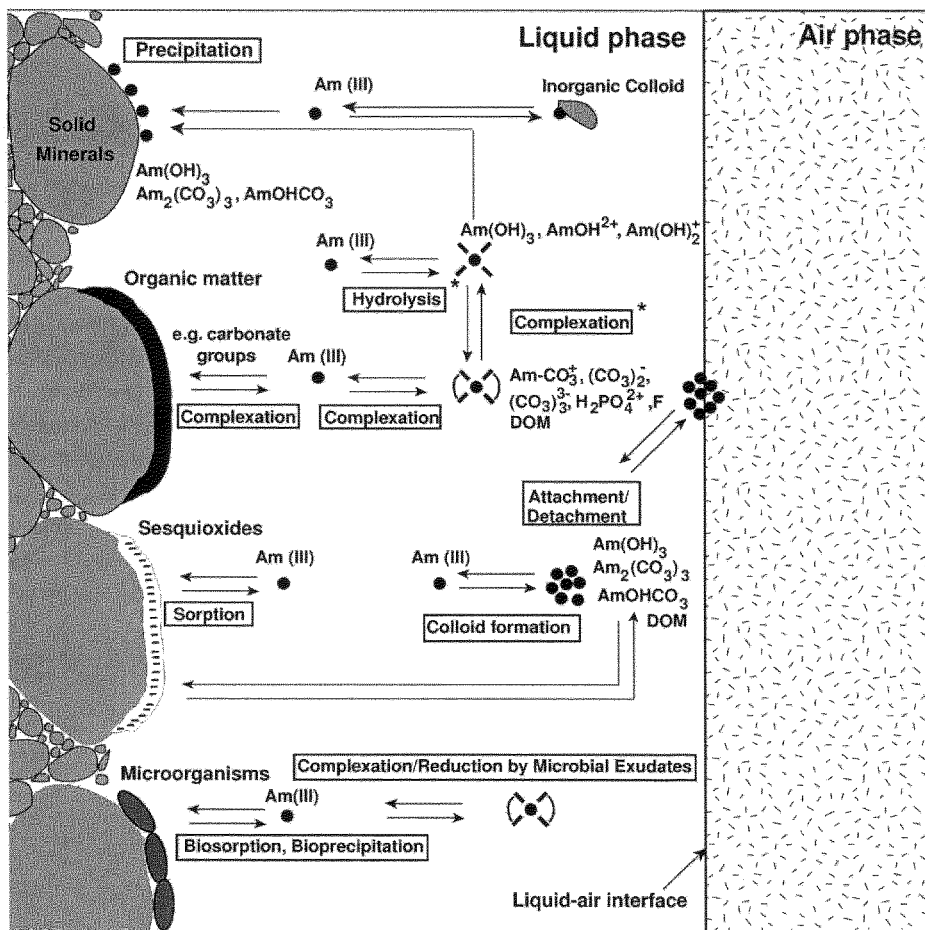 Liquid phase
Air phase
Precipitation
Am (III)
Inorganic Colloid
Solid
Minerals
Am(OH)₃
Am₂(CO₃)₃, AmOHCO₃
Am(OH)₃, AmOH²⁺, Am(OH)₂⁺
Am (III)
Organic matter
Hydrolysis *
Complexation *
e.g. carbonate
groups
Am (III)
Complexation
Complexation
Am-CO₃⁺, (CO₃)₂⁻,
(CO₃)₃³⁻, H₂PO₄²⁺, F
DOM
Attachment/
Detachment
Sesquioxides
Am (III)
Am (III)
Am(OH)₃
Am₂(CO₃)₃
AmOHCO₃
DOM
Sorption
Colloid formation
Complexation/Reduction by Microbial Exudates
Microorganisms
Am(III)
Biosorption, Bioprecipitation
Liquid-air interface